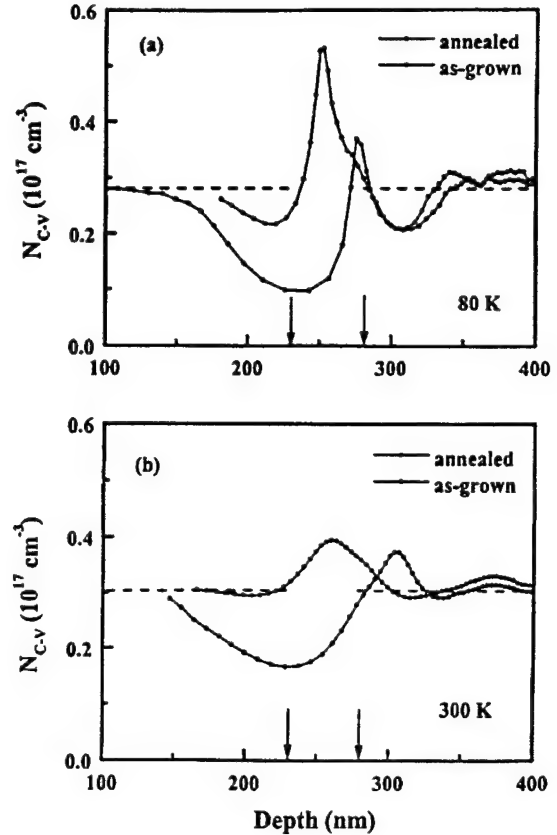 0.6
(a)
annealed
as-grown
0.4
N_C-V (10^17 cm^-3)
0.2
80 K
0.0
100 200 300 400
0.6
(b)
annealed
as-grown
0.4
N_C-V (10^17 cm^-3)
0.2
300 K
0.0
100 200 300 400
Depth (nm)